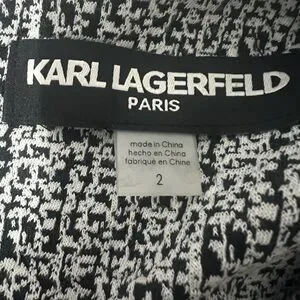 KARL LAGERFELD
PARIS
made in China
hecho en China
fabriqué en Chine
2